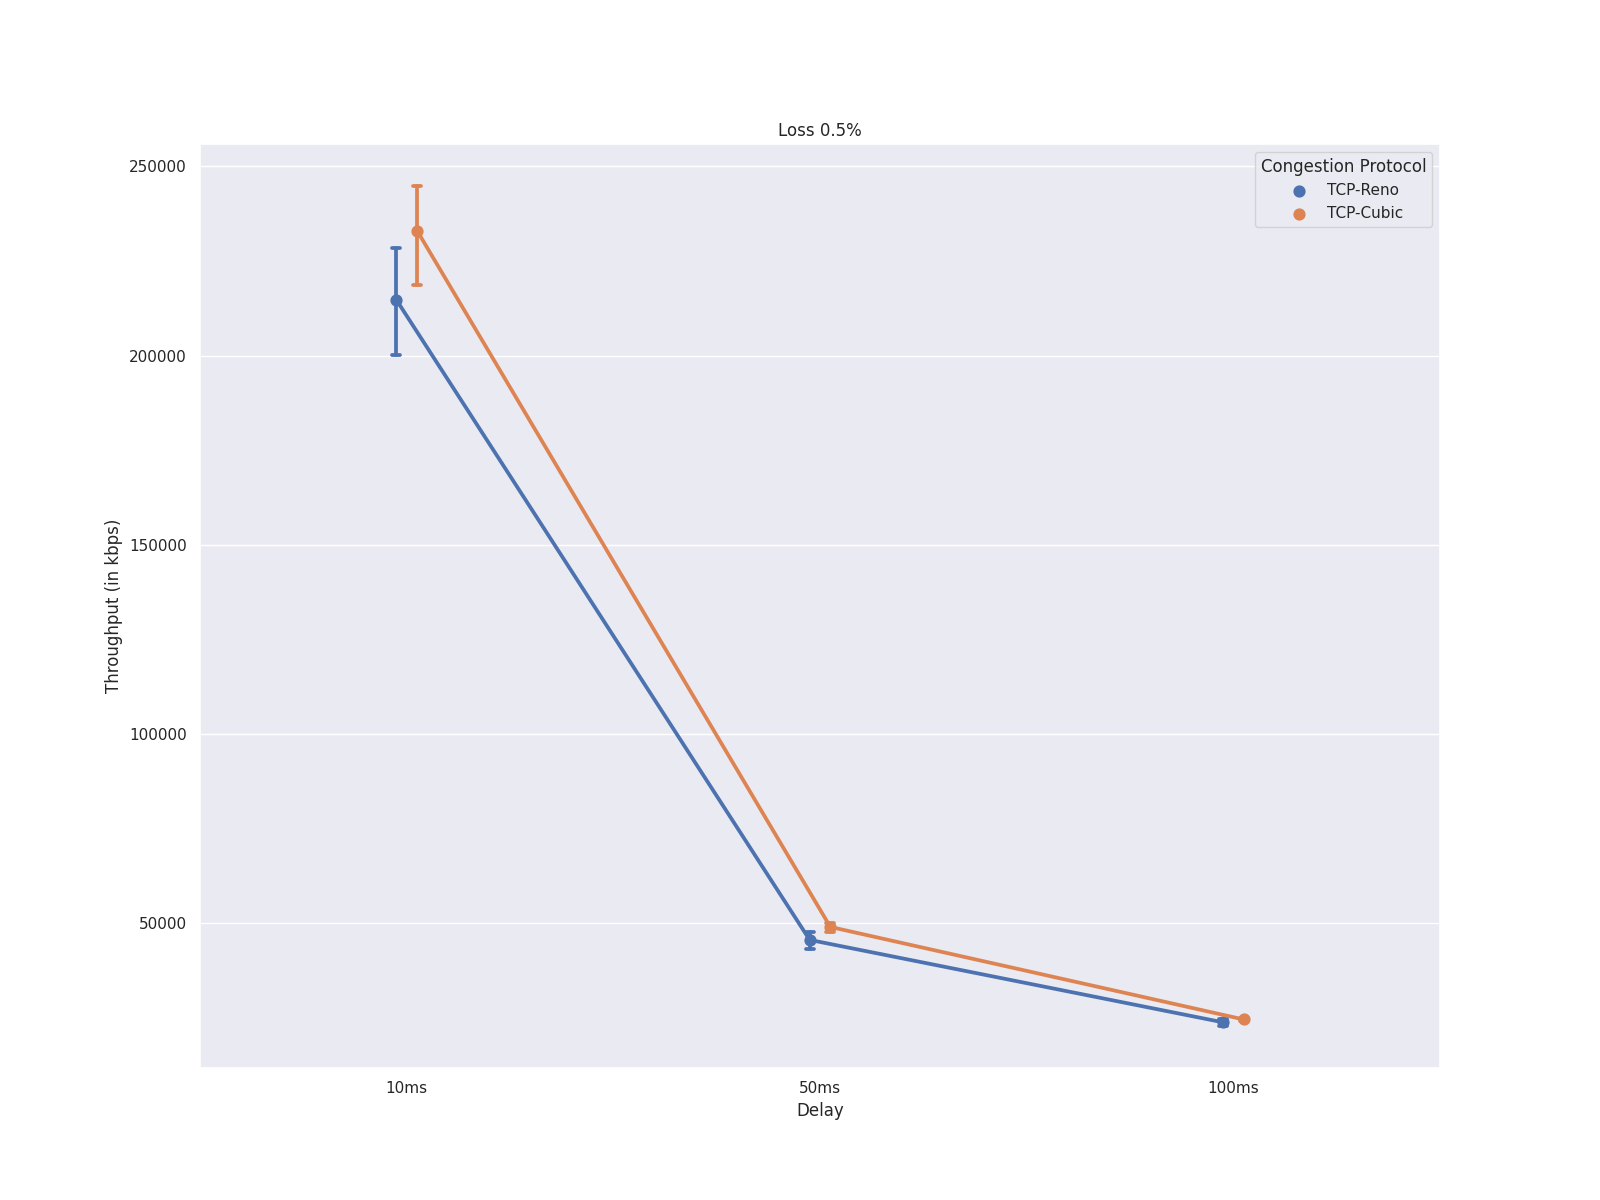 Loss 0.5%
Congestion Protocol
TCP-Reno
TCP-Cubic
250000
200000
150000
100000
50000
Throughput (in kbps)
10ms
50ms
100ms
Delay